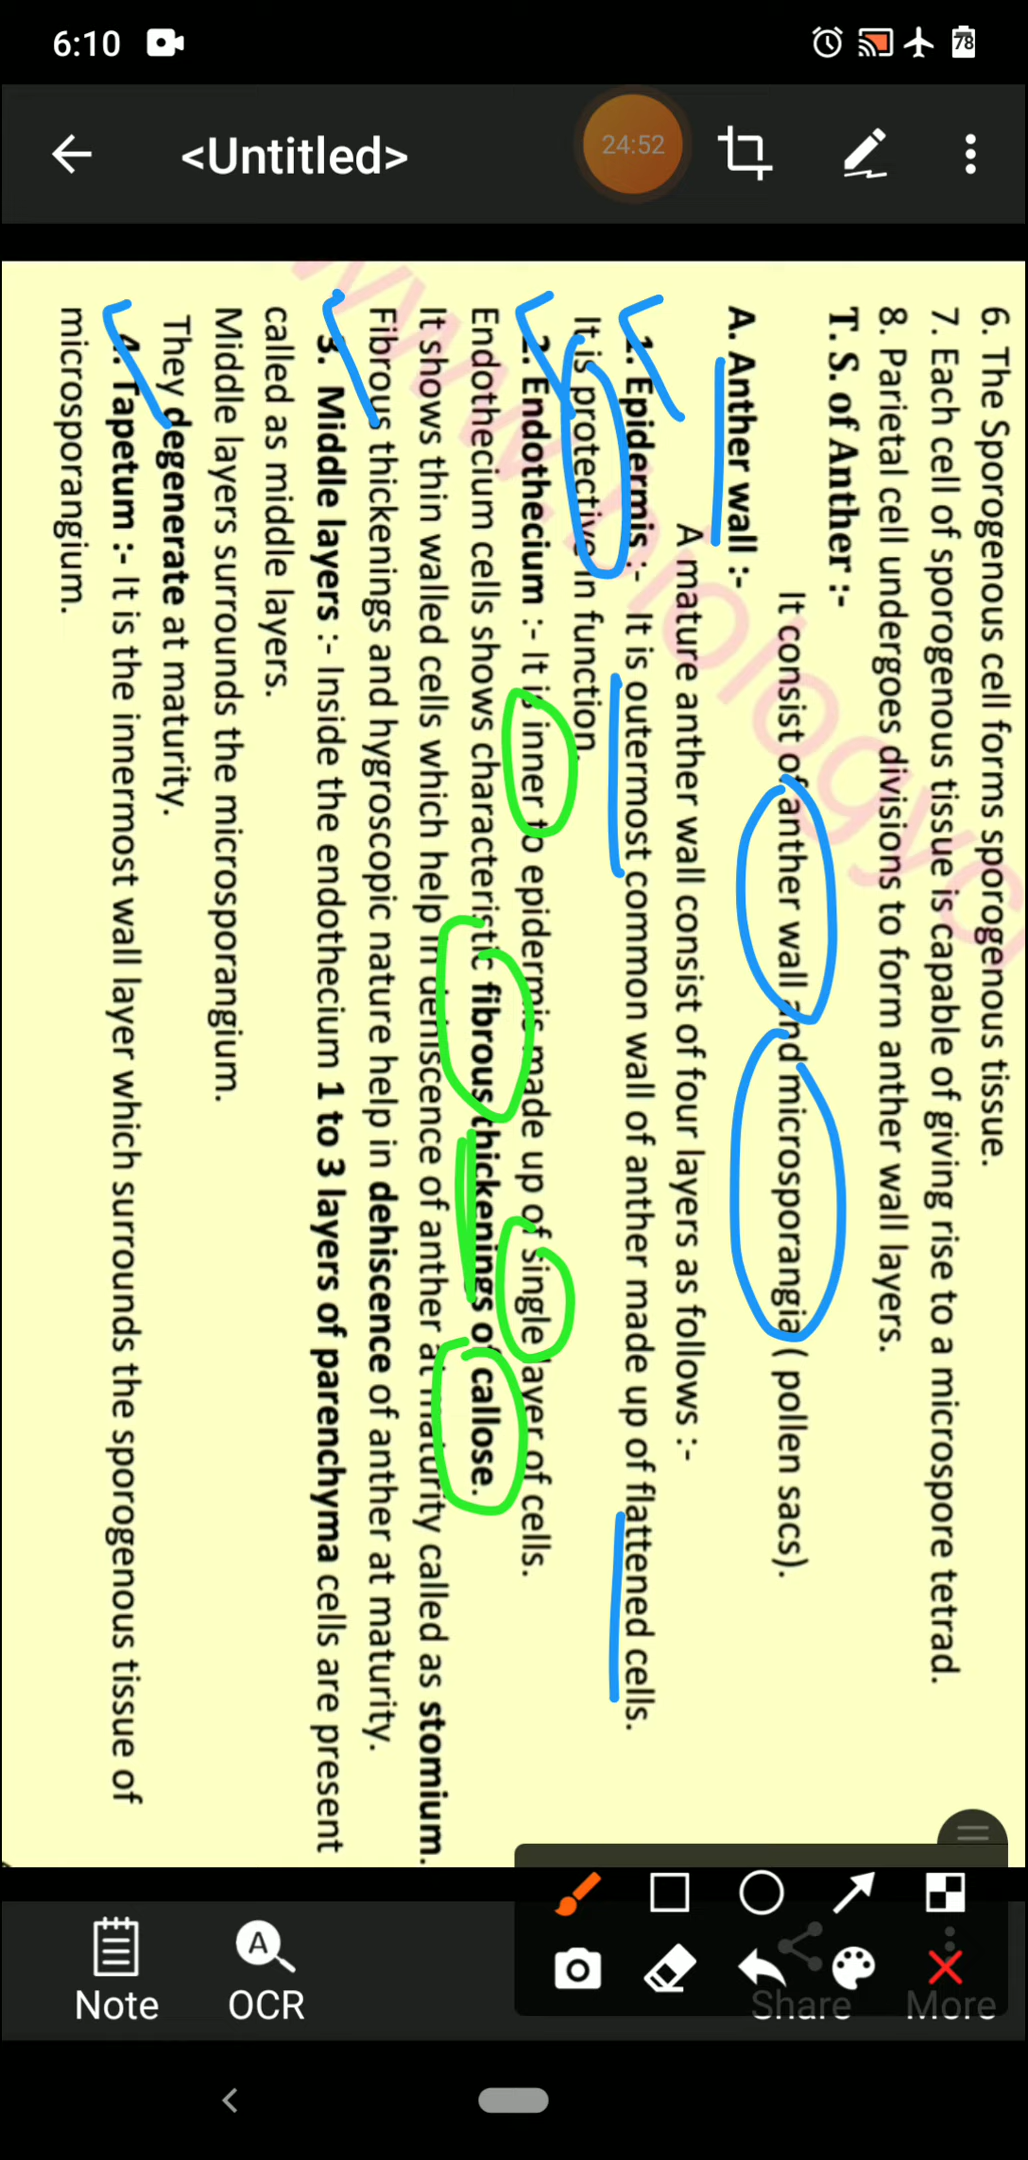 6:10
78
<Untitled>
24:52
6. The Sporogenous cell forms sporogenous tissue.
7. Each cell of sporogenous tissue is capable of giving rise to a microspore tetrad.
8. Parietal cell undergoes divisions to form anther wall layers.
T. S. of Anther :-
It consist of anther wall and microsporangia ( pollen sacs).
A. Anther wall :-
A mature anther wall consist of four layers as follows :-
1. Epidermis :- It is outermost common wall of anther made up of flattened cells.
It is protective in function.
2. Endothecium :- It is inner to epidermis made up of single layer of cells.
Endothecium cells shows characteristic fibrous thickenings of callose.
It shows thin walled cells which help in dehiscence of anther at maturity called as stomium.
Fibrous thickenings and hygroscopic nature help in dehiscence of anther at maturity.
3. Middle layers :- Inside the endothecium 1 to 3 layers of parenchyma cells are present
called as middle layers.
Middle layers surrounds the microsporangium.
They degenerate at maturity.
4. Tapetum :- It is the innermost wall layer which surrounds the sporogenous tissue of
microsporangium.
www.biologyc
Note
A
OCR
Share
More